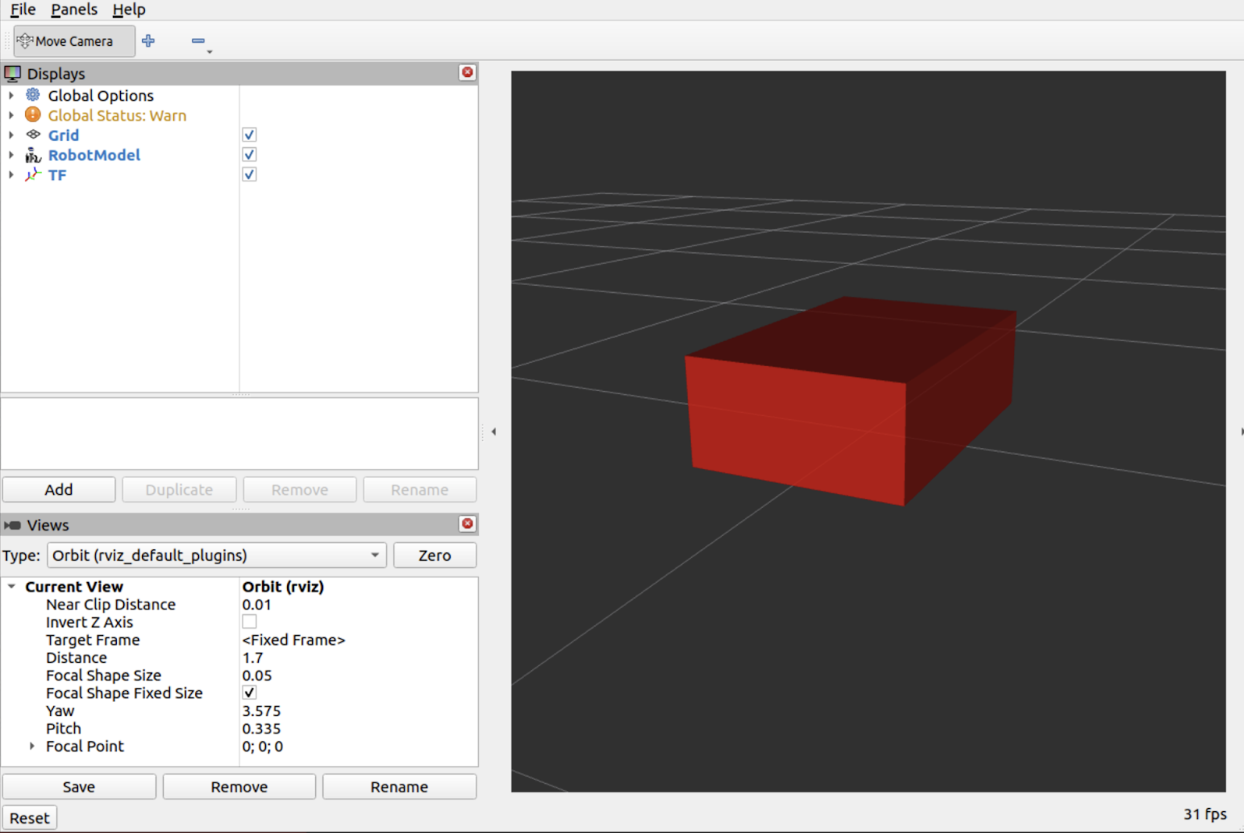 File Panels Help
Move Camera
Displays
Global Options
Global Status: Warn
Grid
RobotModel
TF
Add Duplicate Remove Rename
Views
Type: Orbit (rviz_default_plugins) Zero
Current View Orbit (rviz)
Near Clip Distance 0.01
Invert Z Axis
Target Frame <Fixed Frame>
Distance 1.7
Focal Shape Size 0.05
Focal Shape Fixed Size
Yaw 3.575
Pitch 0.335
Focal Point 0; 0; 0
Save Remove Rename
Reset 31 fps